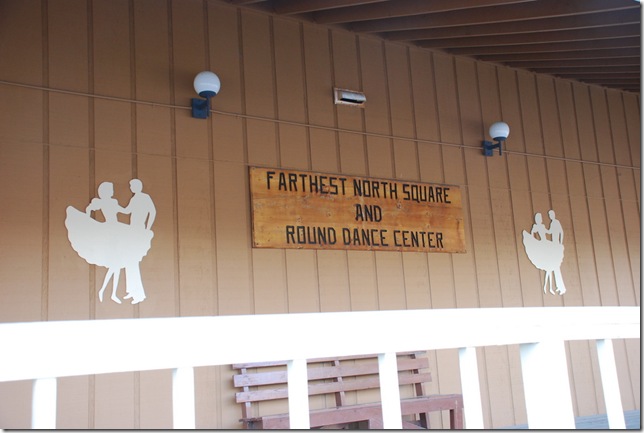 FARTHEST NORTH SQUARE
AND
ROUND DANCE CENTER